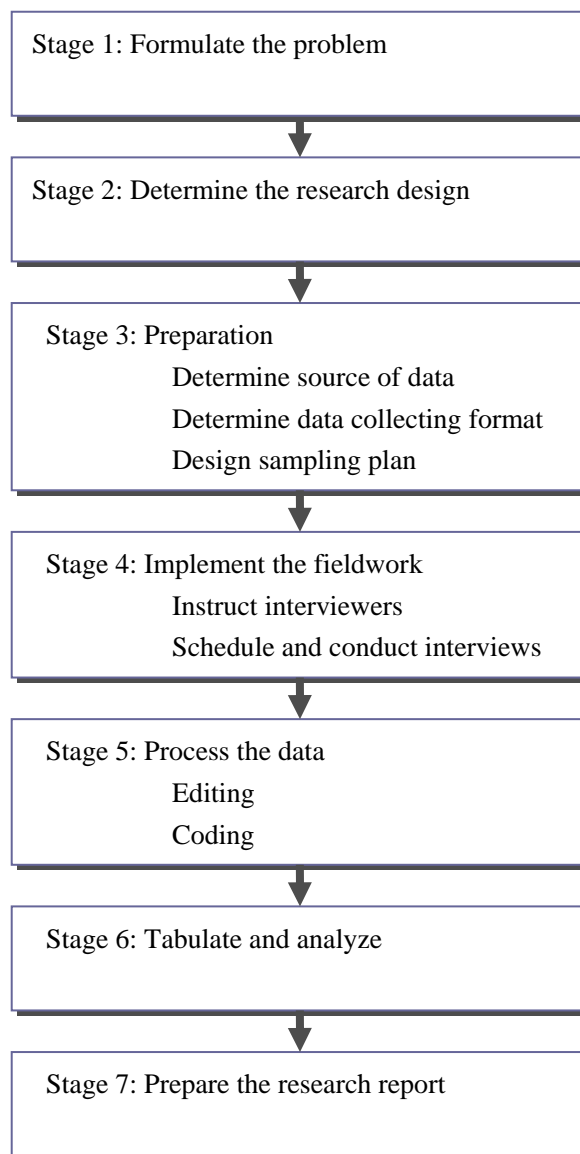 Stage 1: Formulate the problem
Stage 2: Determine the research design
Stage 3: Preparation
Determine source of data
Determine data collecting format
Design sampling plan
Stage 4: Implement the fieldwork
Instruct interviewers
Schedule and conduct interviews
Stage 5: Process the data
Editing
Coding
Stage 6: Tabulate and analyze
Stage 7: Prepare the research report